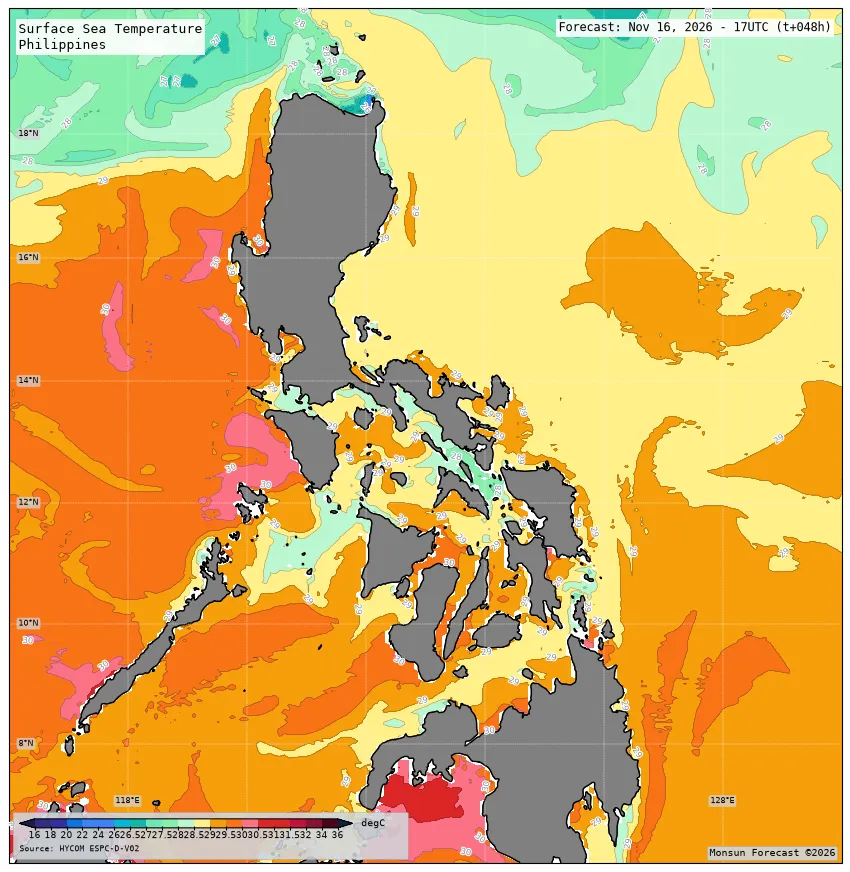 Surface Sea Temperature
Philippines
Forecast: Nov 16, 2026 - 17UTC (t+048h)
18°N
16°N
14°N
12°N
10°N
8°N
118°E
128°E
degC
16 18 20 22 24 26 26.5 27 27.5 28 28.5 29 29.5 30 30.5 31 31.5 32 34 36
Source: HYCOM ESPC-D-V02
Monsun Forecast ©2026